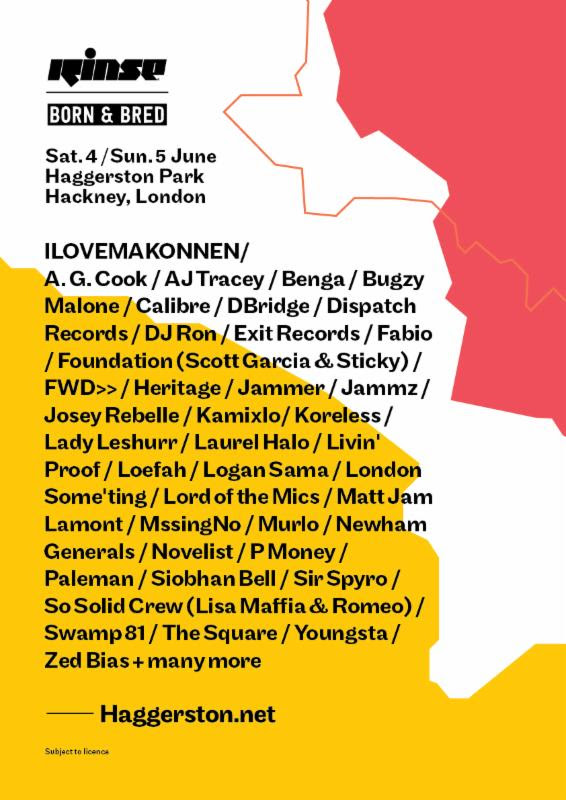 Rinse
BORN & BRED
Sat. 4 / Sun. 5 June
Haggerston Park
Hackney, London
ILOVEMAKONNEN/
A. G. Cook / AJ Tracey / Benga / Bugzy
Malone / Calibre / DBridge / Dispatch
Records / DJ Ron / Exit Records / Fabio
/ Foundation (Scott Garcia & Sticky) /
FWD>> / Heritage / Jammer / Jammz /
Josey Rebelle / Kamixlo / Koreless /
Lady Leshurr / Laurel Halo / Livin'
Proof / Loefah / Logan Sama / London
Some'ting / Lord of the Mics / Matt Jam
Lamont / MssingNo / Murlo / Newham
Generals / Novelist / P Money /
Paleman / Siobhan Bell / Sir Spyro /
So Solid Crew (Lisa Maffia & Romeo) /
Swamp 81 / The Square / Youngsta /
Zed Bias + many more
Haggerston.net
Subject to licence